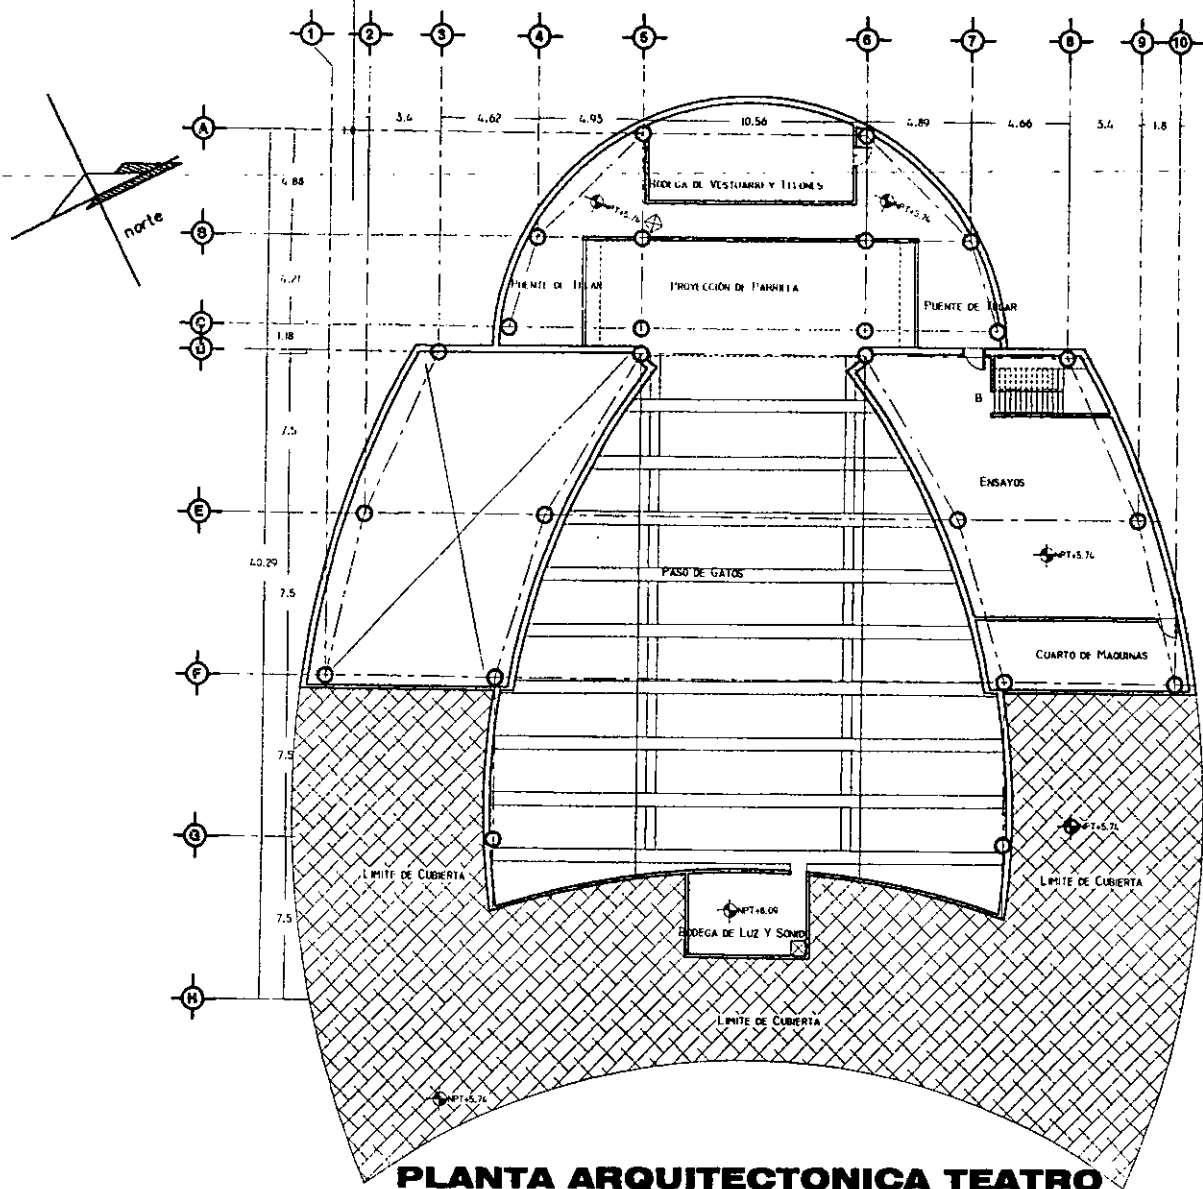 1 2 3 4 5 6 7 8 9 10
A
3.4 4.62 4.93 10.56 4.89 4.66 3.4 1.8
4.88
BODEGA DE VESTUARIO Y TELONES
norte
NPT+5.74 NPT+5.74
B
4.21
PUENTE DE TELAR PROYECCIÓN DE PARRILLA PUENTE DE TELAR
C
1.18
D
B
7.5
ENSAYOS
E
NPT+5.74
40.29
PASO DE GATOS
7.5
CUARTO DE MAQUINAS
F
7.5
G
NPT+5.74
LIMITE DE CUBIERTA LIMITE DE CUBIERTA
7.5
NPT+6.09
BODEGA DE LUZ Y SONIDO
H
LIMITE DE CUBIERTA
NPT+5.74
PLANTA ARQUITECTONICA TEATRO